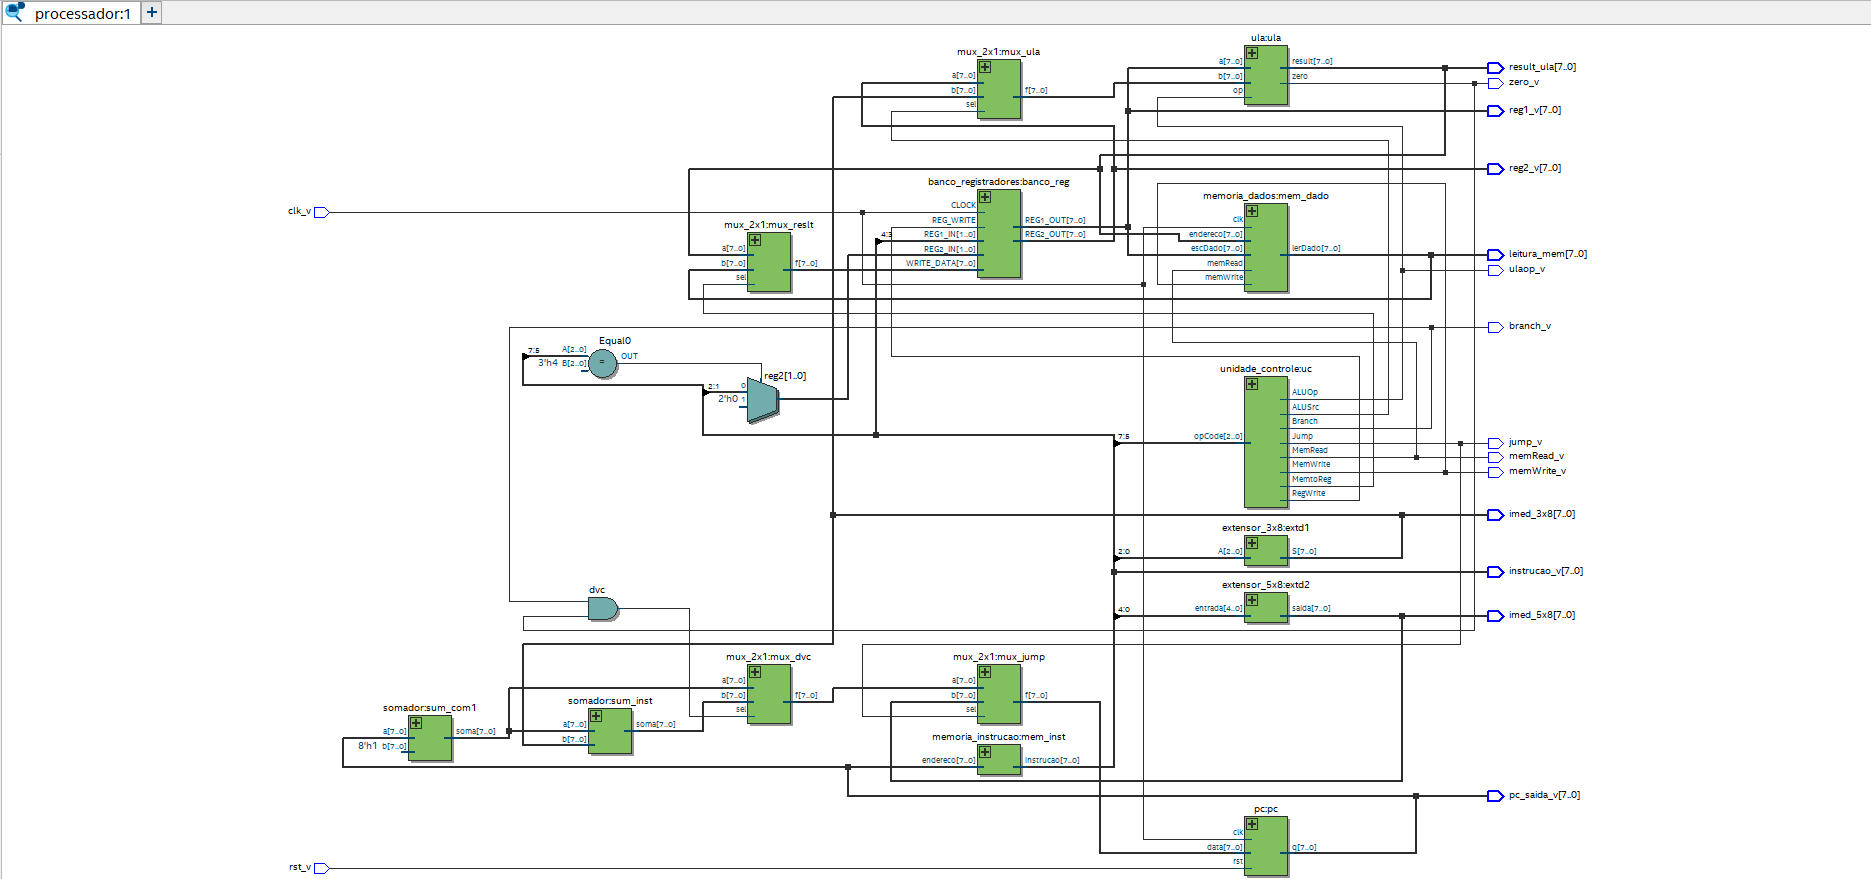 processador:1
ula:ula
mux_2x1:mux_ula
a[7..0]
b[7..0]
sel
f[7..0]
a[7..0]
b[7..0]
op
result[7..0]
zero
result_ula[7..0]
zero_v
reg1_v[7..0]
reg2_v[7..0]
banco_registradores:banco_reg
CLOCK
REG_WRITE
REG1_IN[1..0]
REG2_IN[1..0]
WRITE_DATA[7..0]
REG1_OUT[7..0]
REG2_OUT[7..0]
4:3
clk_v
mux_2x1:mux_reslt
a[7..0]
b[7..0]
sel
f[7..0]
memoria_dados:mem_dado
clk
endereco[7..0]
escDado[7..0]
memRead
memWrite
lerDado[7..0]
leitura_mem[7..0]
ulaop_v
branch_v
Equal0
7:5
A[2..0]
3'h4 B[2..0]
=
OUT
reg2[1..0]
2:1
0
2'h0
1
unidade_controle:uc
7:5
opCode[2..0]
ALUOp
ALUSrc
Branch
Jump
MemRead
MemWrite
MemtoReg
RegWrite
jump_v
memRead_v
memWrite_v
imed_3x8[7..0]
extensor_3x8:extd1
2:0
A[2..0]
S[7..0]
instrucao_v[7..0]
extensor_5x8:extd2
4:0
entrada[4..0]
saida[7..0]
imed_5x8[7..0]
dvc
mux_2x1:mux_dvc
a[7..0]
b[7..0]
sel
f[7..0]
mux_2x1:mux_jump
a[7..0]
b[7..0]
sel
f[7..0]
somador:sum_com1
a[7..0]
8'h1 b[7..0]
soma[7..0]
somador:sum_inst
a[7..0]
b[7..0]
soma[7..0]
memoria_instrucao:mem_inst
endereco[7..0]
instrucao[7..0]
pc_saida_v[7..0]
pc:pc
clk
data[7..0]
rst
q[7..0]
rst_v